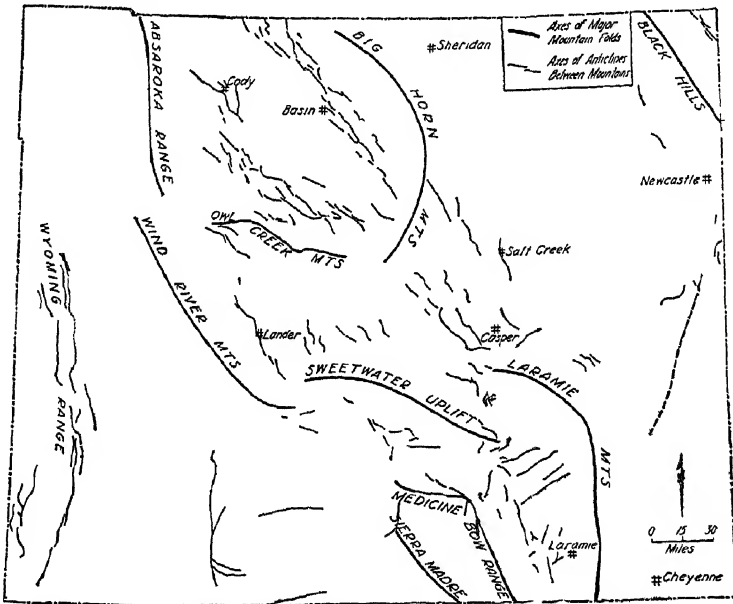 Axes of Major
Mountain Folds
Axes of Anticlines
Between Mountains
ABSAROKA RANGE
BIG HORN MTS
Sheridan
BLACK HILLS
Cody
Basin
Newcastle
OWL CREEK MTS
WIND RIVER MTS
WYOMING RANGE
Salt Creek
Lander
Casper
SWEETWATER UPLIFT
LARAMIE MTS
MEDICINE BOW RANGE
SIERRA MADRE
Laramie
0 15 30
Miles
Cheyenne